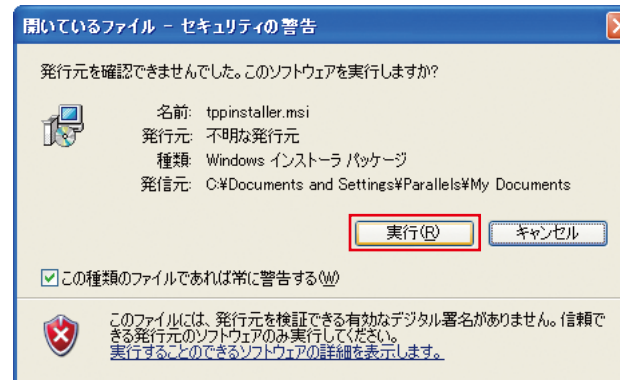 開いているファイル - セキュリティの警告
発行元を確認できませんでした。このソフトウェアを実行しますか?
名前: tppinstaller.msi
発行元: 不明な発行元
種類: Windows インストーラ パッケージ
発信元: C:¥Documents and Settings¥Parallels¥My Documents
実行(R) キャンセル
この種類のファイルであれば常に警告する(W)
このファイルには、発行元を検証できる有効なデジタル署名がありません。信頼で
きる発行元のソフトウェアのみ実行してください。
実行することのできるソフトウェアの詳細を表示します。